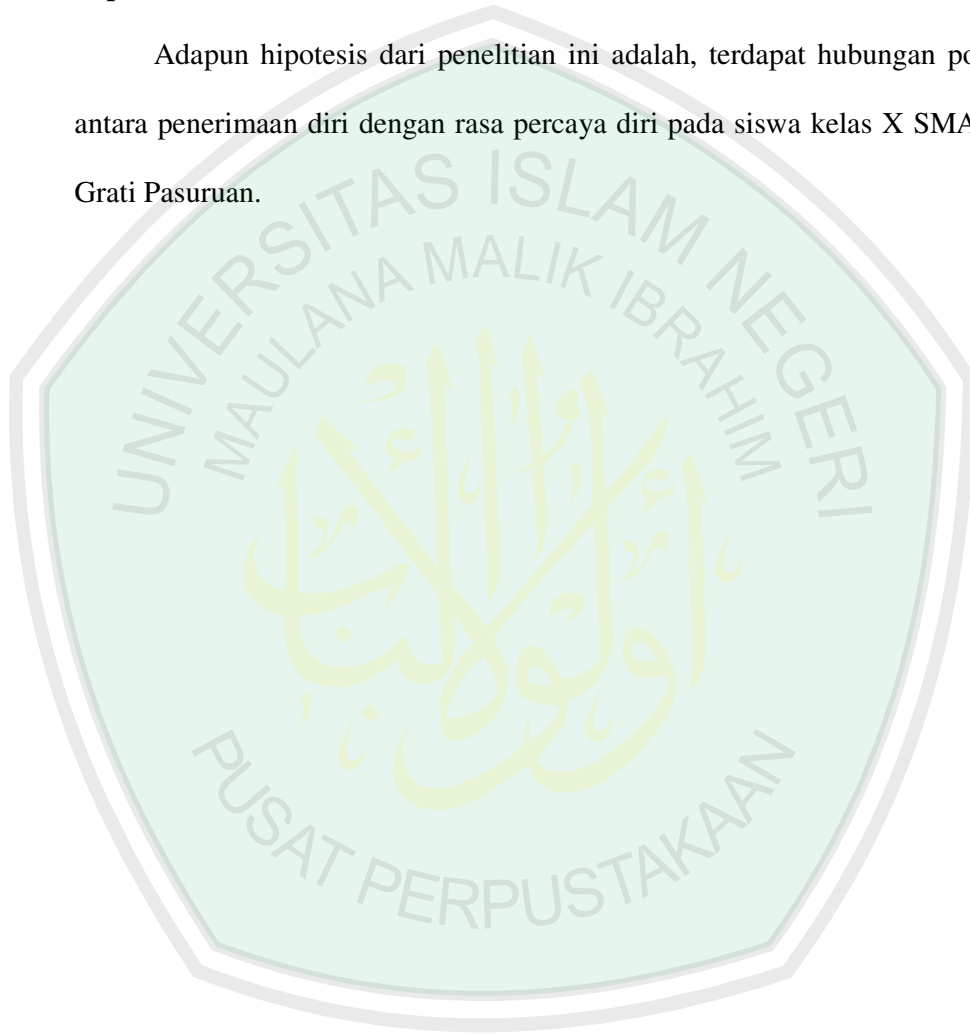 Adapun hipotesis dari penelitian ini adalah, terdapat hubungan
antara penerimaan diri dengan rasa percaya diri pada siswa kelas X SMA
Grati Pasuruan.
UNIVERSITAS ISLAM NEGERI
MAULANA MALIK IBRAHIM
PUSAT PERPUSTAKAAN